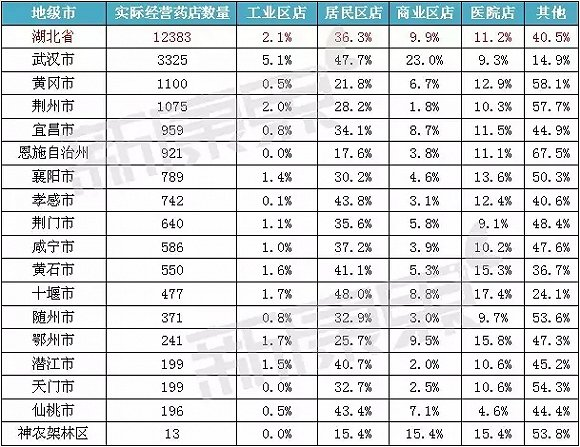 地级市 实际经营药店数量 工业区店 居民区店 商业区店 医院店 其他
湖北省 12383 2.1% 36.3% 9.9% 11.2% 40.5%
武汉市 3325 5.1% 47.7% 23.0% 9.3% 14.9%
黄冈市 1100 0.5% 21.8% 6.7% 12.9% 58.1%
荆州市 1075 2.0% 28.2% 1.8% 10.3% 57.7%
宜昌市 959 0.8% 34.1% 8.7% 11.5% 44.9%
恩施自治州 921 0.0% 17.6% 3.8% 11.1% 67.5%
襄阳市 789 1.4% 30.2% 4.6% 13.6% 50.3%
孝感市 742 0.1% 43.8% 3.1% 12.4% 40.6%
荆门市 640 1.1% 35.6% 5.8% 9.1% 48.4%
咸宁市 586 1.0% 37.2% 3.9% 10.2% 47.6%
黄石市 550 1.6% 41.1% 5.3% 15.3% 36.7%
十堰市 477 1.7% 48.0% 8.8% 17.4% 24.1%
随州市 371 0.8% 32.9% 3.0% 9.7% 53.6%
鄂州市 241 1.7% 25.7% 9.5% 15.8% 47.3%
潜江市 199 1.5% 40.7% 2.0% 10.6% 45.2%
天门市 199 0.0% 32.7% 2.5% 10.6% 54.3%
仙桃市 196 0.5% 43.4% 7.1% 4.6% 44.4%
神农架林区 13 0.0% 15.4% 15.4% 15.4% 53.8%